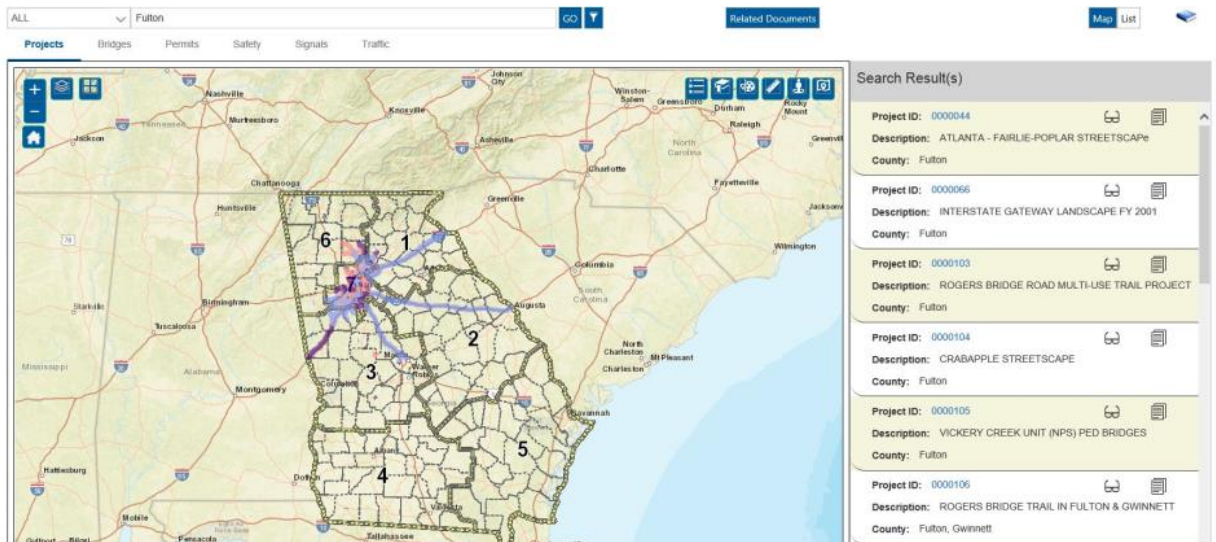 ALL Fulton GO Related Documents Map List
Projects Bridges Permits Safety Signals Traffic
Search Result(s)
Project ID: 0000044
Description: ATLANTA - FAIRLIE-POPLAR STREETSCAPe
County: Fulton
Project ID: 0000066
Description: INTERSTATE GATEWAY LANDSCAPE FY 2001
County: Fulton
Project ID: 0000103
Description: ROGERS BRIDGE ROAD MULTI-USE TRAIL PROJECT
County: Fulton
Project ID: 0000104
Description: CRABAPPLE STREETSCAPE
County: Fulton
Project ID: 0000105
Description: VICKERY CREEK UNIT (NPS) PED BRIDGES
County: Fulton
Project ID: 0000106
Description: ROGERS BRIDGE TRAIL IN FULTON & GWINNETT
County: Fulton, Gwinnett
Johnson
City
Nashville
Winston-
Salem
Greensboro
Durham
Rocky
Mount
Knoxville
Murfreesboro
Raleigh
Tennessee
Jackson
Asheville
North
Carolina
Charlotte
Chattanooga
Fayetteville
Huntsville
Greenville
6
1
Wilmington
7
Columbia
South
Carolina
Starkville
Birmingham
Augusta
Tuscaloosa
2
North
Charleston
Mt Pleasant
Charleston
Mississippi
Alabama
3
Warner
Robins
Montgomery
Savannah
5
Albany
4
Hattiesburg
Valdosta
Mobile
Tallahassee
Pensacola